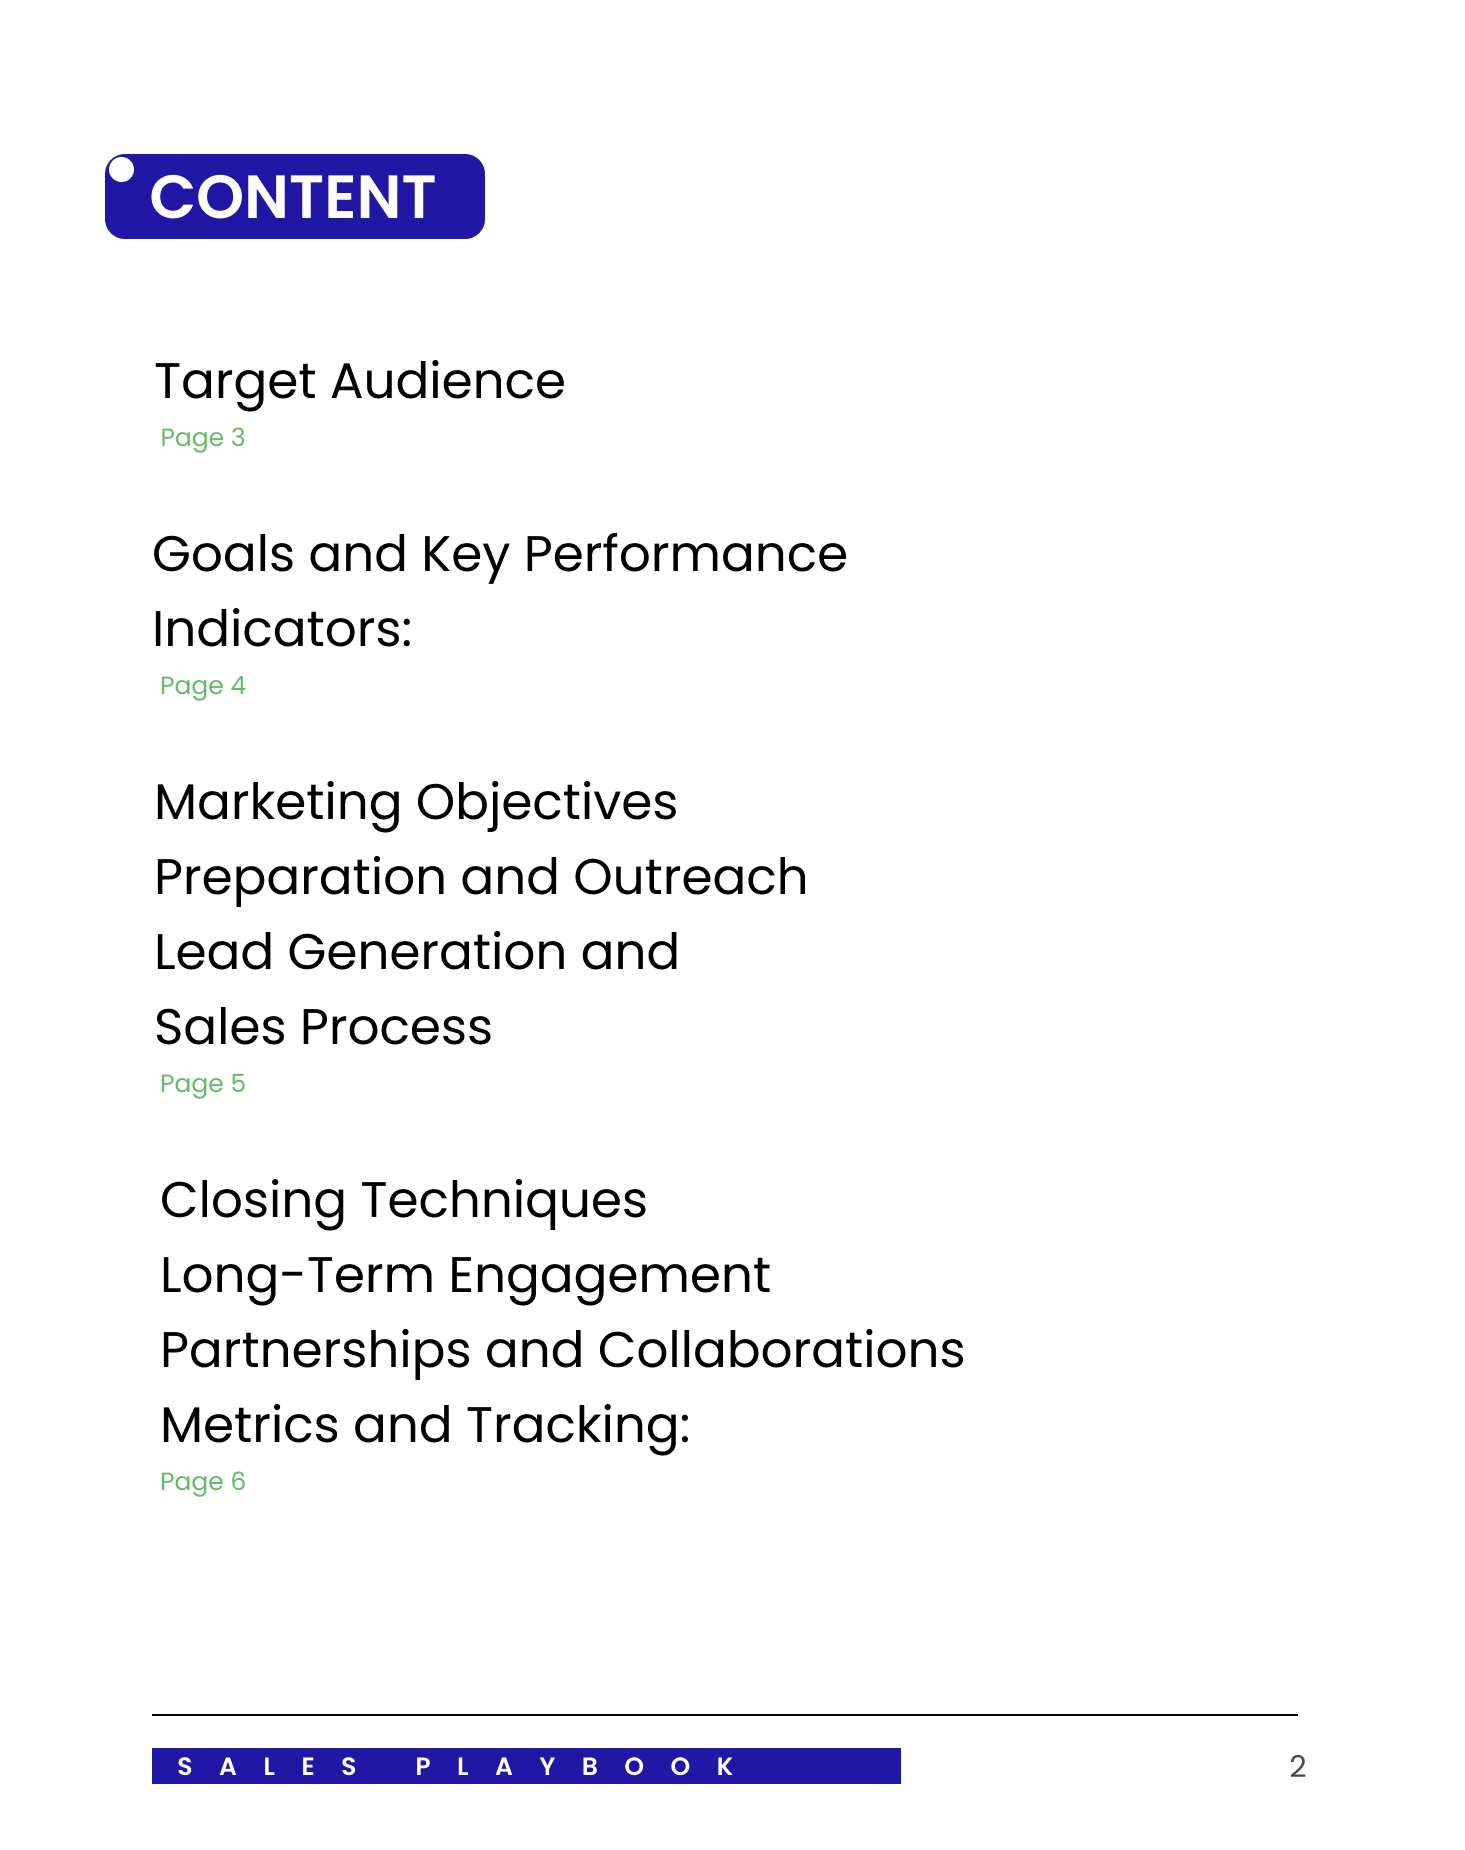 CONTENT
Target Audience
Page 3
Goals and Key Performance
Indicators:
Page 4
Marketing Objectives
Preparation and Outreach
Lead Generation and
Sales Process
Page 5
Closing Techniques
Long-Term Engagement
Partnerships and Collaborations
Metrics and Tracking:
Page 6
SALES PLAYBOOK
2